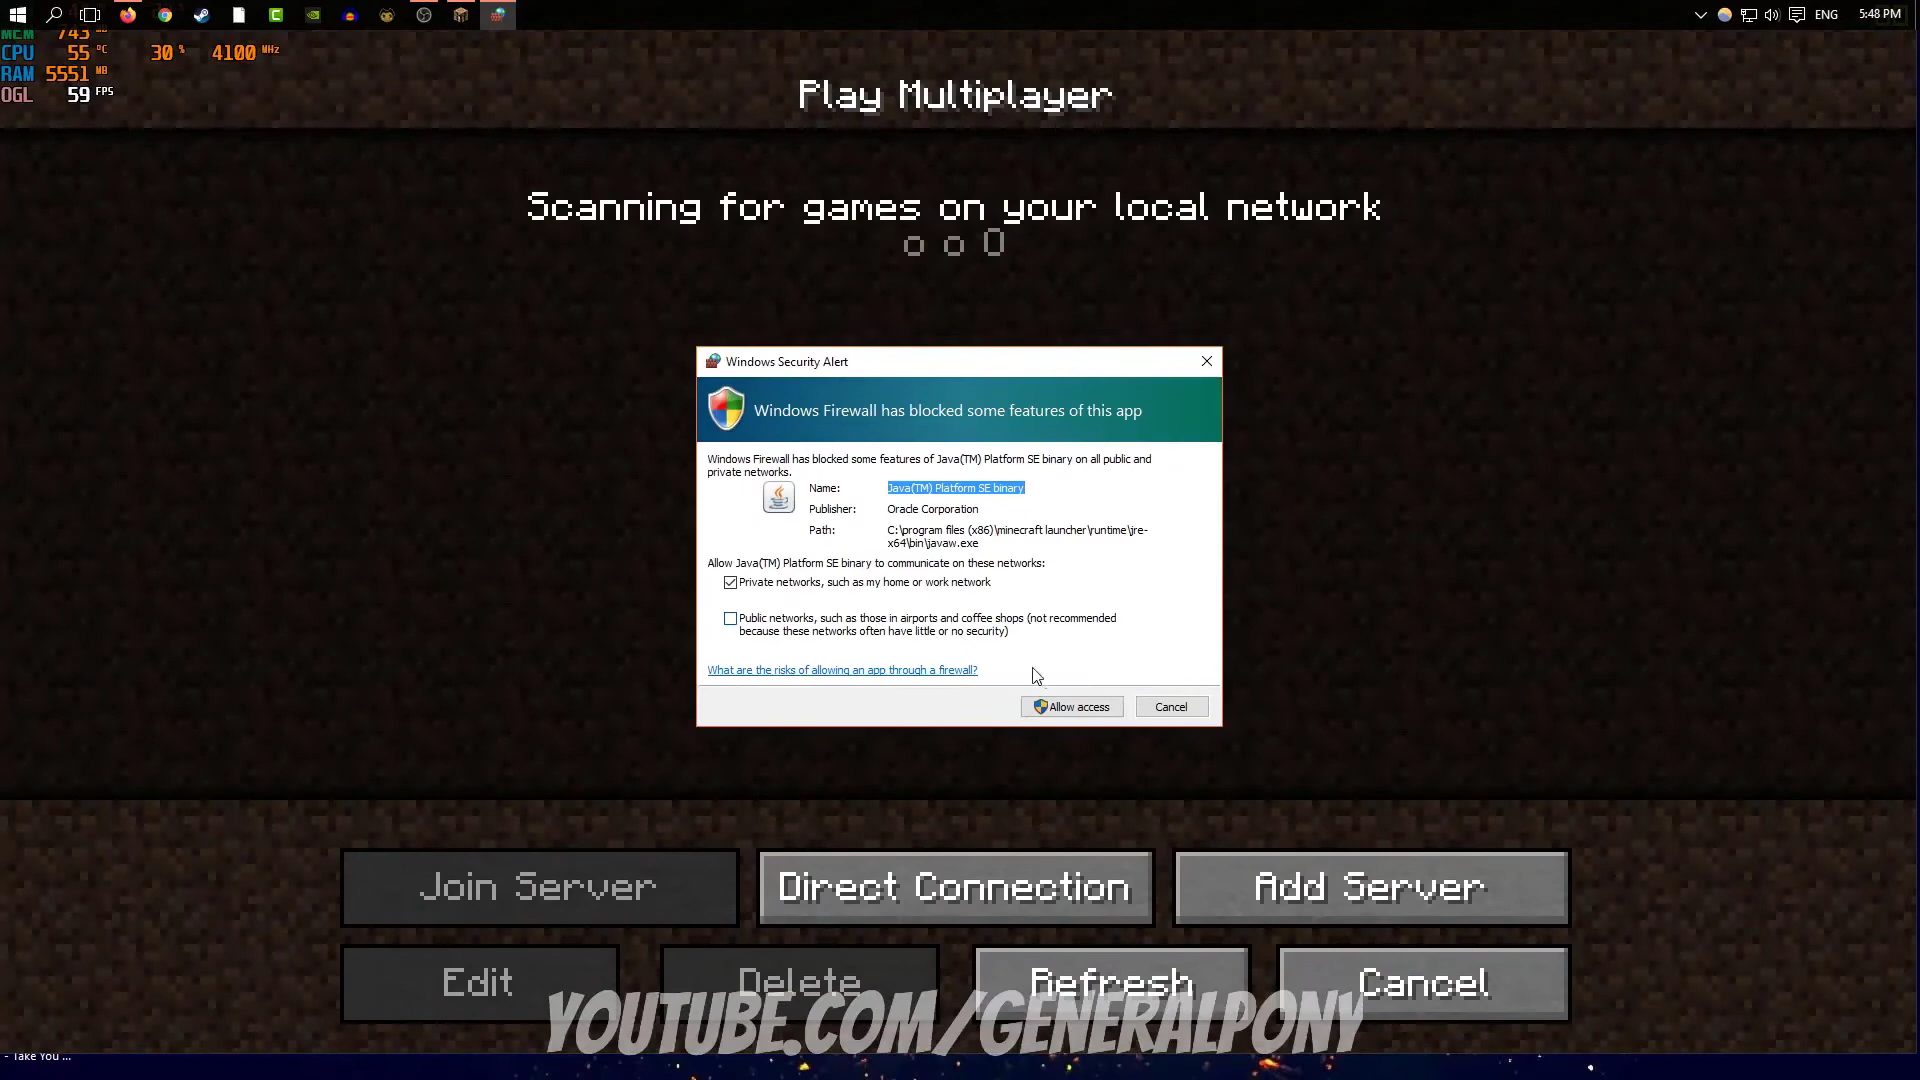 ENG 5:48 PM
MEM 743 MB
CPU 55 °C 30 % 4100 MHz
RAM 5551 MB
OGL 59 FPS
Play Multiplayer
Scanning for games on your local network
o o O
Windows Security Alert
Windows Firewall has blocked some features of this app
Windows Firewall has blocked some features of Java(TM) Platform SE binary on all public and
private networks.
Name: Java(TM) Platform SE binary
Publisher: Oracle Corporation
Path: C:\program files (x86)\minecraft launcher\runtime\jre-
x64\bin\javaw.exe
Allow Java(TM) Platform SE binary to communicate on these networks:
Private networks, such as my home or work network
Public networks, such as those in airports and coffee shops (not recommended
because these networks often have little or no security)
What are the risks of allowing an app through a firewall?
Allow access Cancel
Join Server Direct Connection Add Server
Edit Delete Refresh Cancel
YOUTUBE.COM/GENERALPONY
- Take You ...